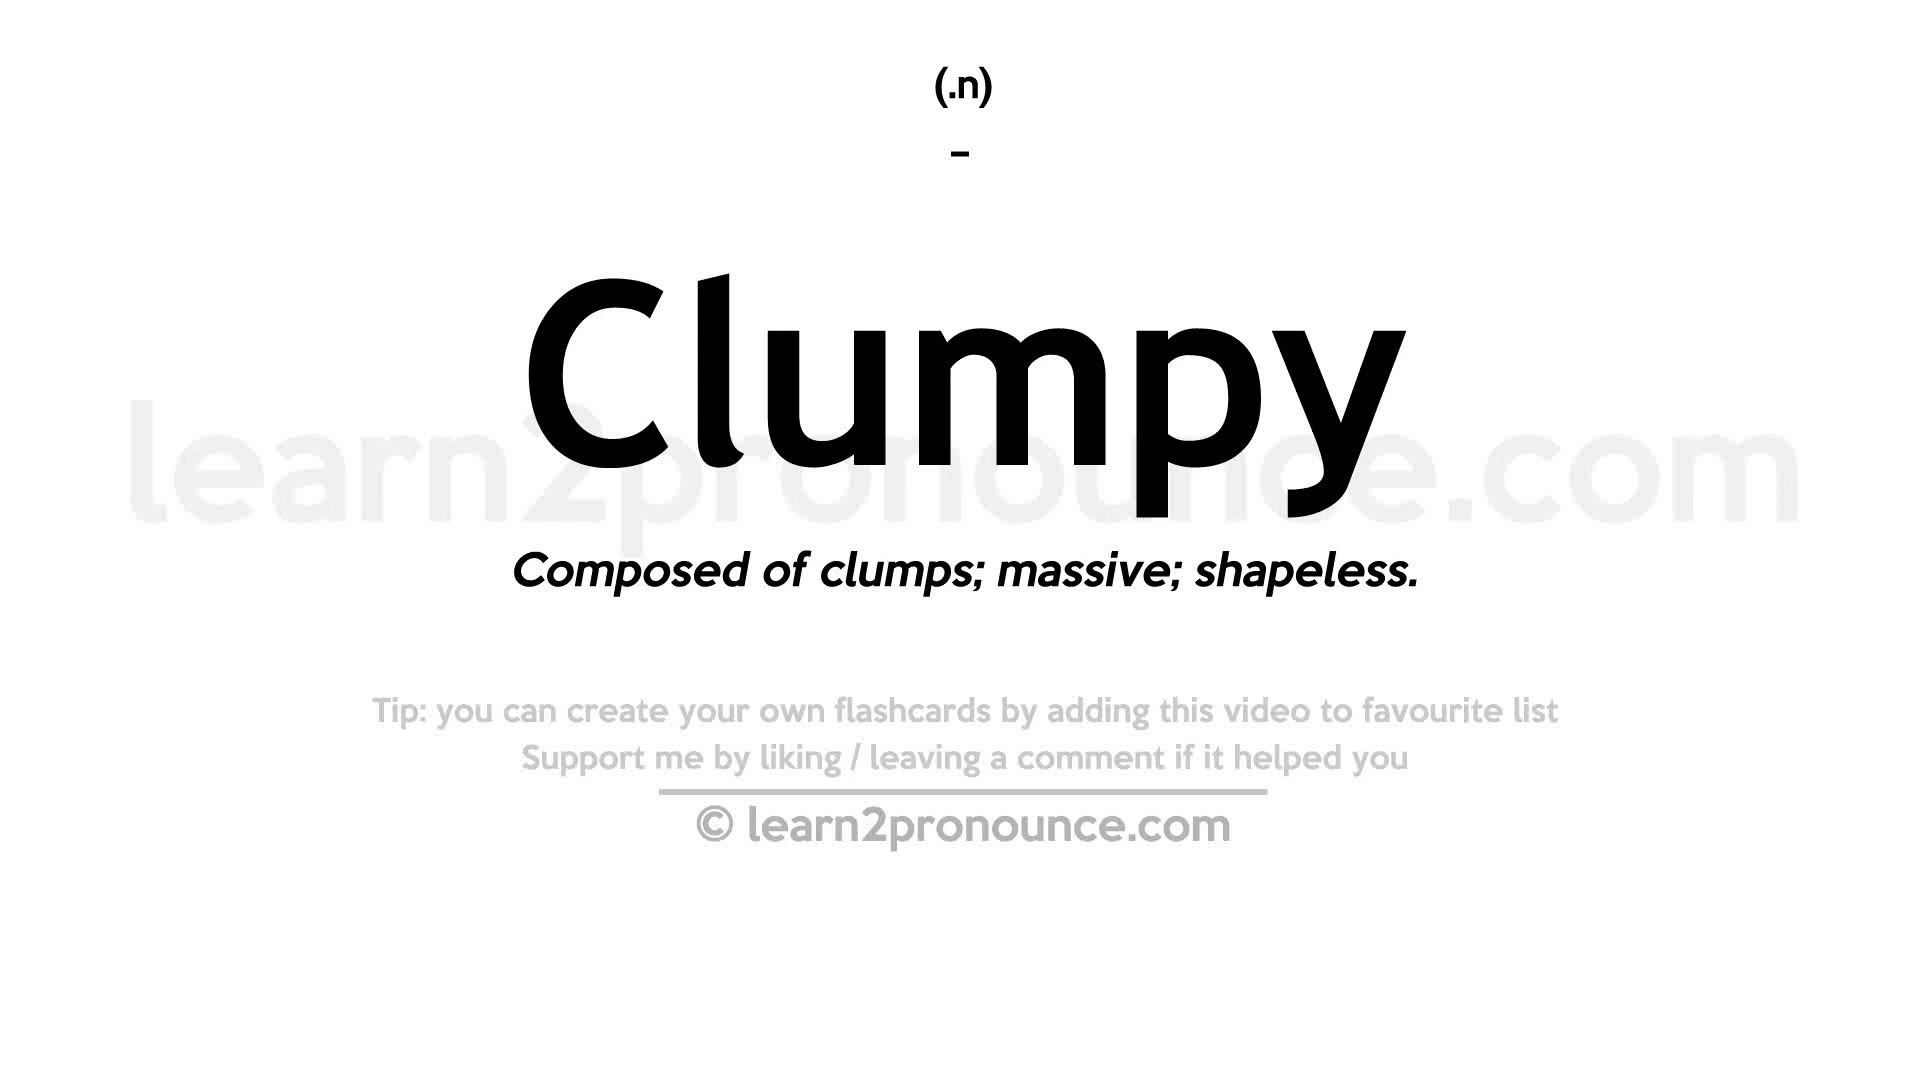 (.n)
-
Clumpy
learn2pronounce.com
Composed of clumps; massive; shapeless.
Tip: you can create your own flashcards by adding this video to favourite list
Support me by liking / leaving a comment if it helped you
© learn2pronounce.com